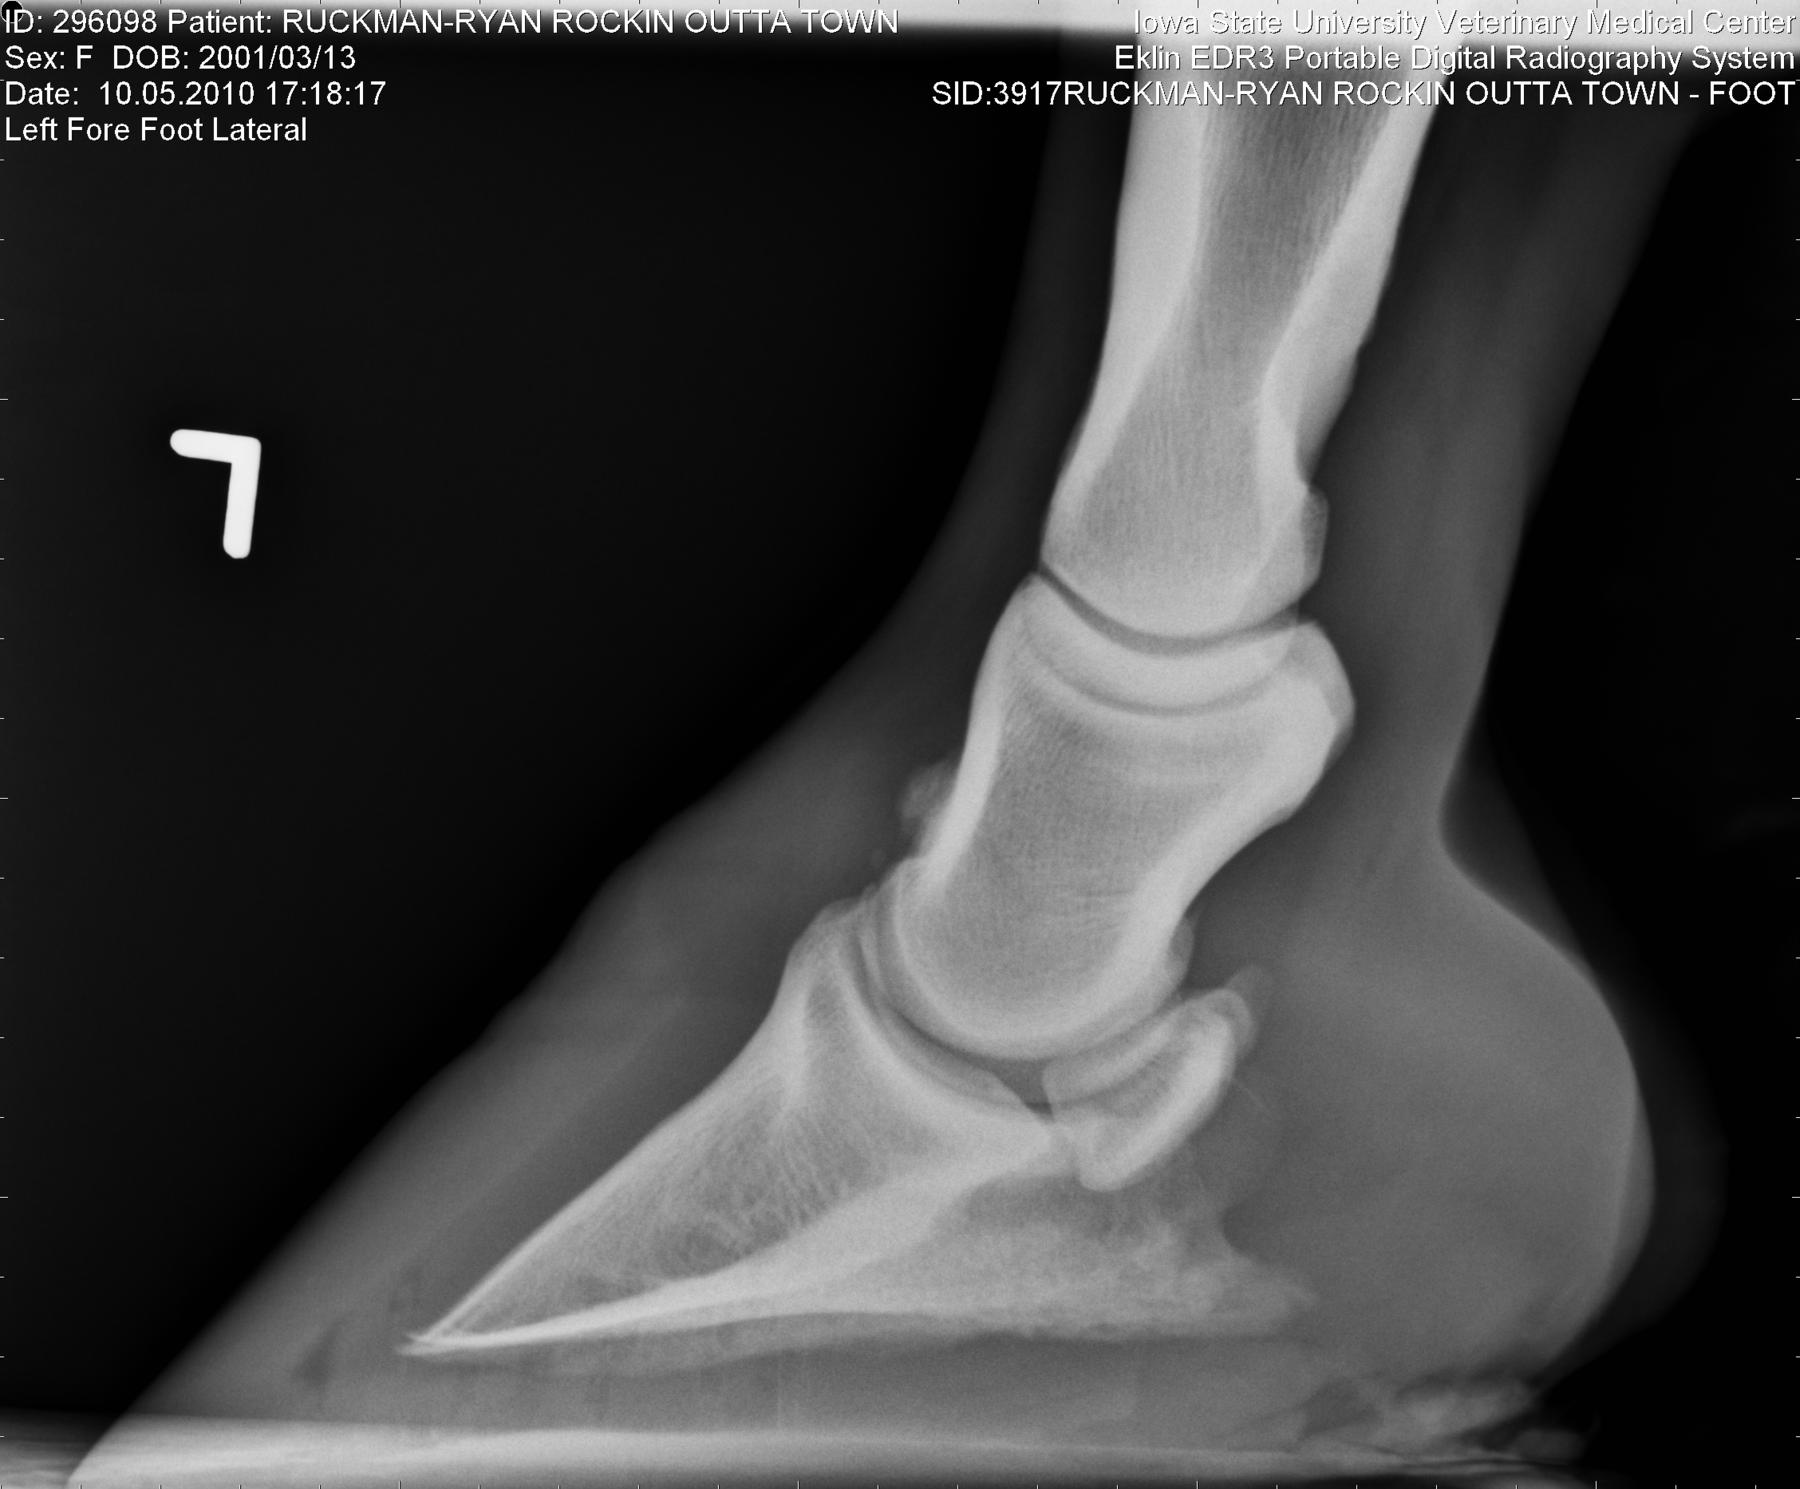 ID: 296098 Patient: RUCKMAN-RYAN ROCKIN OUTTA TOWN
Sex: F DOB: 2001/03/13
Date: 10.05.2010 17:18:17
Left Fore Foot Lateral
Iowa State University Veterinary Medical Center
Eklin EDR3 Portable Digital Radiography System
SID:3917RUCKMAN-RYAN ROCKIN OUTTA TOWN - FOOT
L